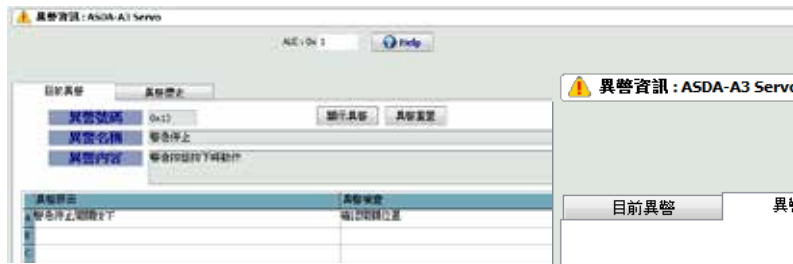 異警資訊 : ASDA-A3 Servo
ALE : 0x 1
Help
目前異警
異警歷史
異警號碼
0x13
顯示異警
異警重置
異警名稱
緊急停止
異警內容
緊急按鈕按下時動作
異警原因
異警檢查
A
緊急停止開關按下
確認開關位置
B
C
異警資訊 : ASDA-A3 Servo
目前異警